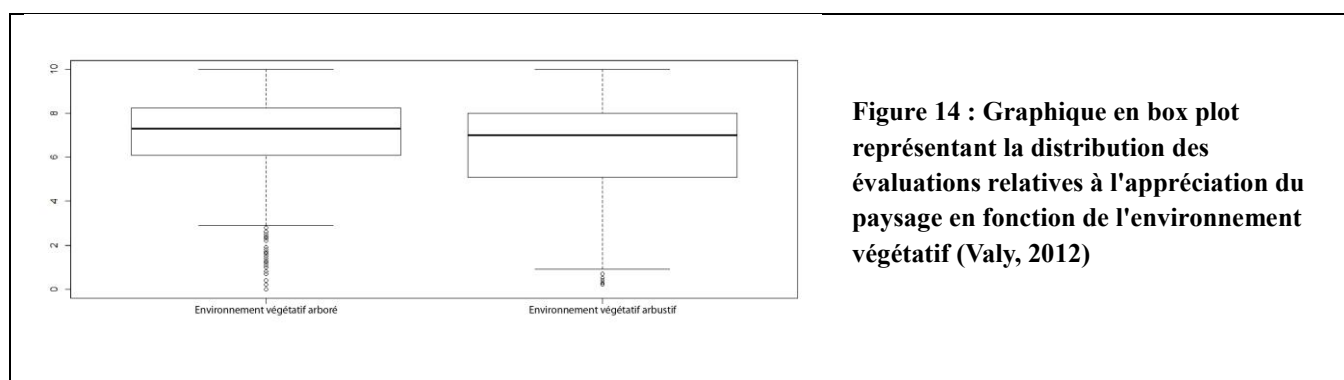 10
8
6
4
2
0
Environnement végétatif arboré
Environnement végétatif arbustif
Figure 14 : Graphique en box plot
représentant la distribution des
évaluations relatives à l'appréciation du
paysage en fonction de l'environnement
végétatif (Valy, 2012)